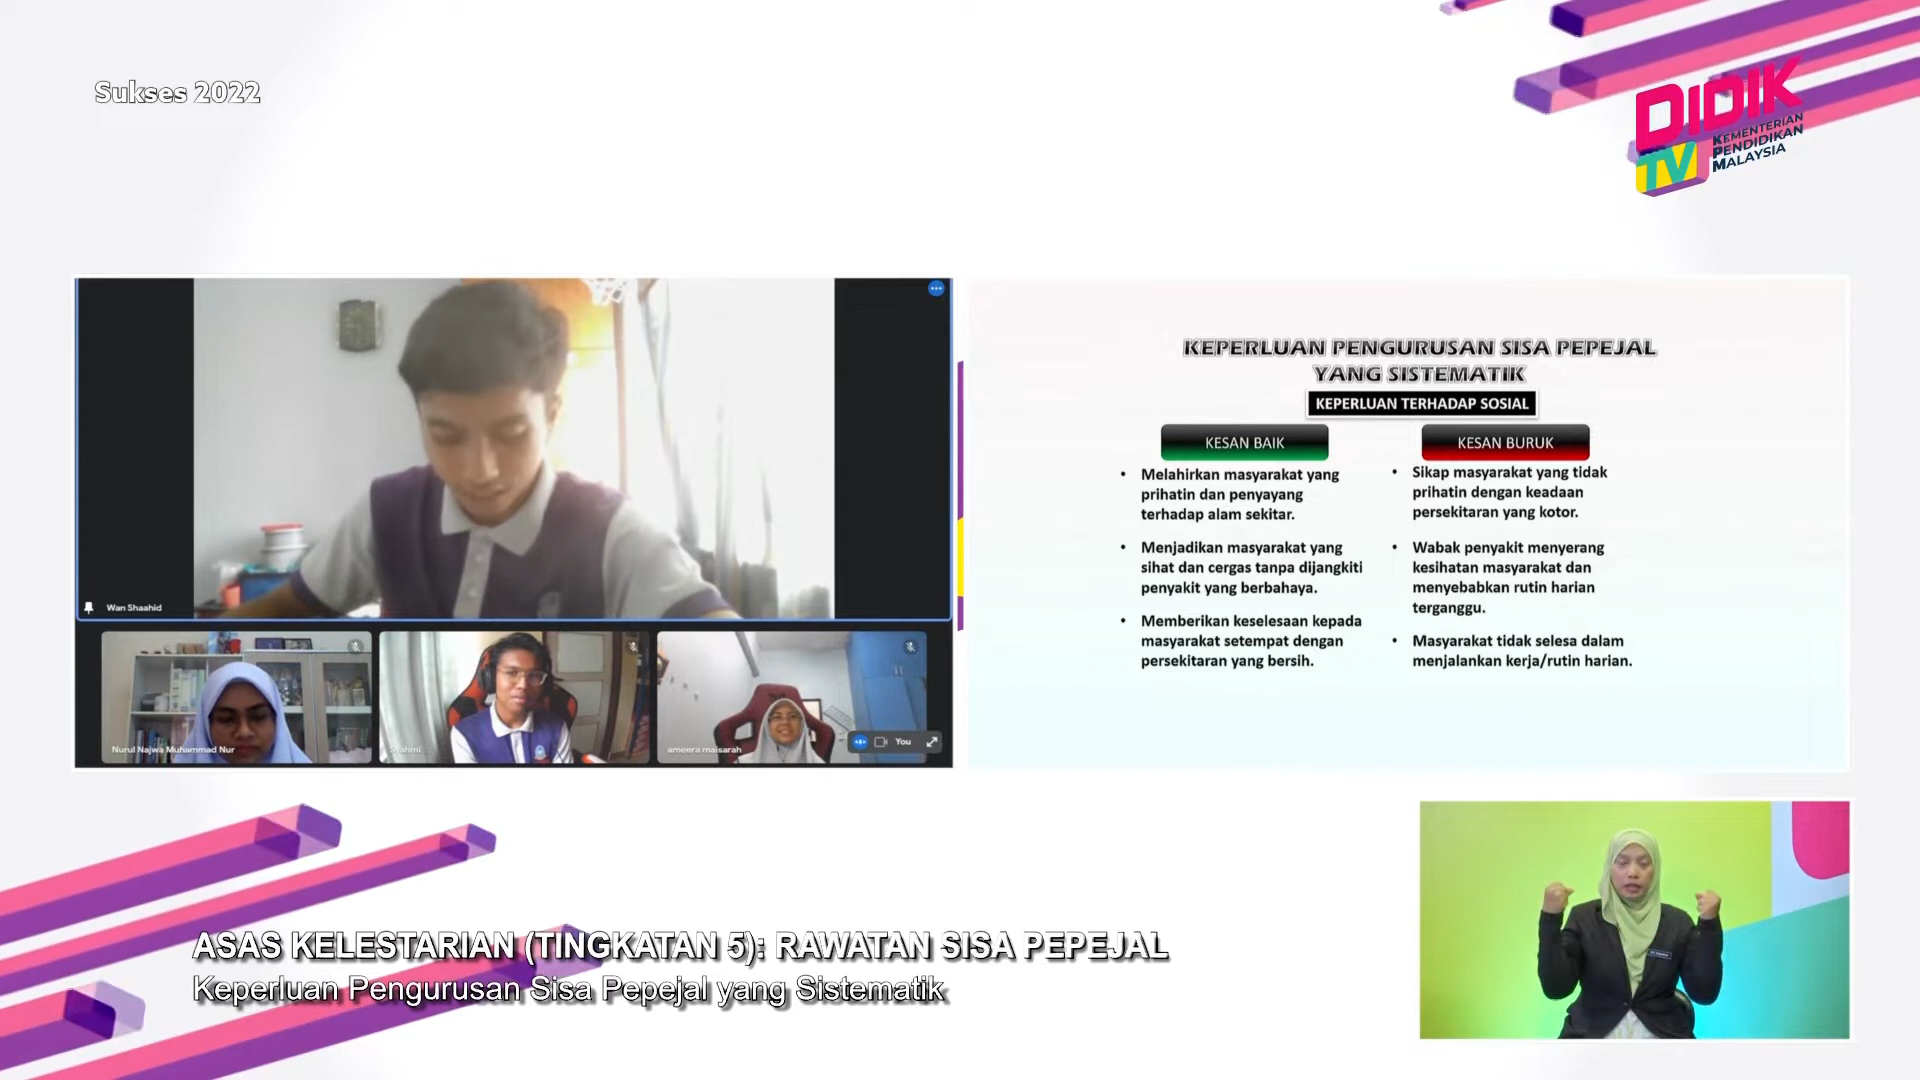 Sukses 2022
DIDIK
TV
KEMENTERIAN
PENDIDIKAN
MALAYSIA
Wan Shaahid
Nurul Najwa Muhammad Nur
ameera maisarah
You
KEPERLUAN PENGURUSAN SISA PEPEJAL
YANG SISTEMATIK
KEPERLUAN TERHADAP SOSIAL
KESAN BAIK
• Melahirkan masyarakat yang
prihatin dan penyayang
terhadap alam sekitar.
• Menjadikan masyarakat yang
sihat dan cergas tanpa dijangkiti
penyakit yang berbahaya.
• Memberikan keselesaan kepada
masyarakat setempat dengan
persekitaran yang bersih.
KESAN BURUK
• Sikap masyarakat yang tidak
prihatin dengan keadaan
persekitaran yang kotor.
• Wabak penyakit menyerang
kesihatan masyarakat dan
menyebabkan rutin harian
terganggu.
• Masyarakat tidak selesa dalam
menjalankan kerja/rutin harian.
ASAS KELESTARIAN (TINGKATAN 5): RAWATAN SISA PEPEJAL
Keperluan Pengurusan Sisa Pepejal yang Sistematik